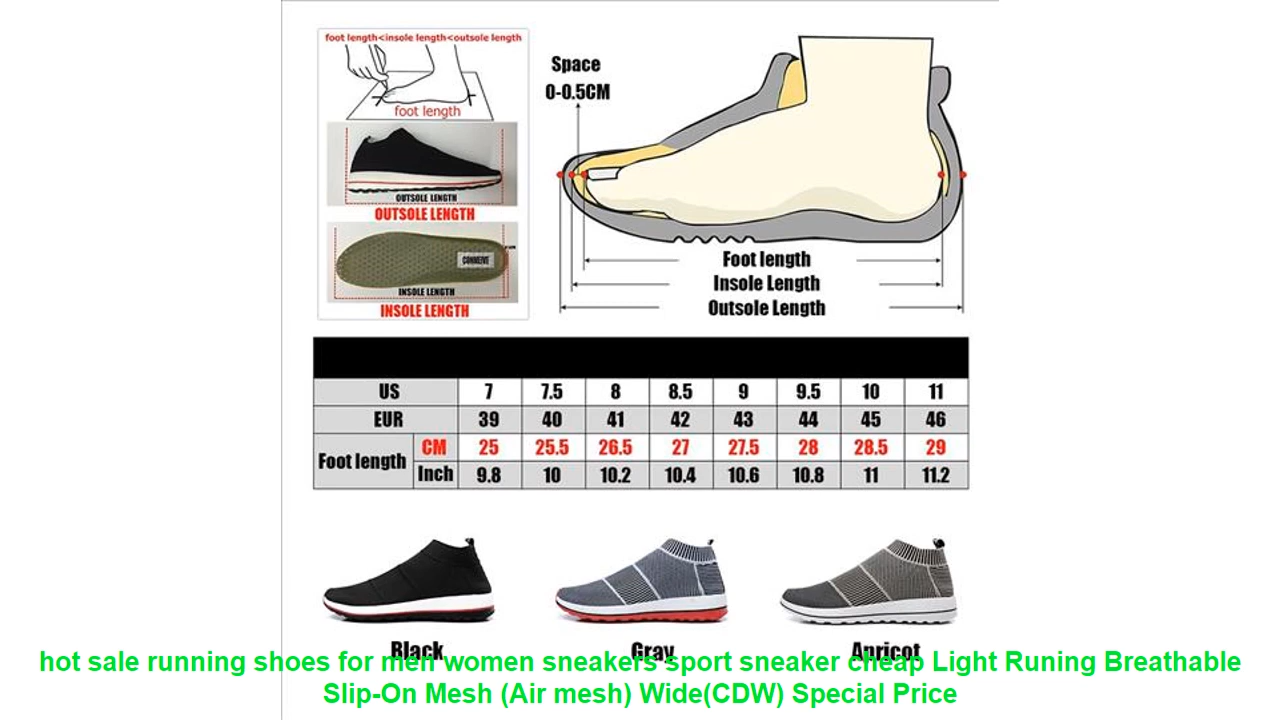 foot length<insole length<outsole length
foot length
OUTSOLE LENGTH
OUTSOLE LENGTH
CONMEIVE
INSOLE LENGTH
INSOLE LENGTH
Space
0-0.5CM
Foot length
Insole Length
Outsole Length
US 7 7.5 8 8.5 9 9.5 10 11
EUR 39 40 41 42 43 44 45 46
Foot length
CM 25 25.5 26.5 27 27.5 28 28.5 29
Inch 9.8 10 10.2 10.4 10.6 10.8 11 11.2
Black Gray Apricot
hot sale running shoes for men women sneakers sport sneaker cheap Light Runing Breathable
Slip-On Mesh (Air mesh) Wide(CDW) Special Price